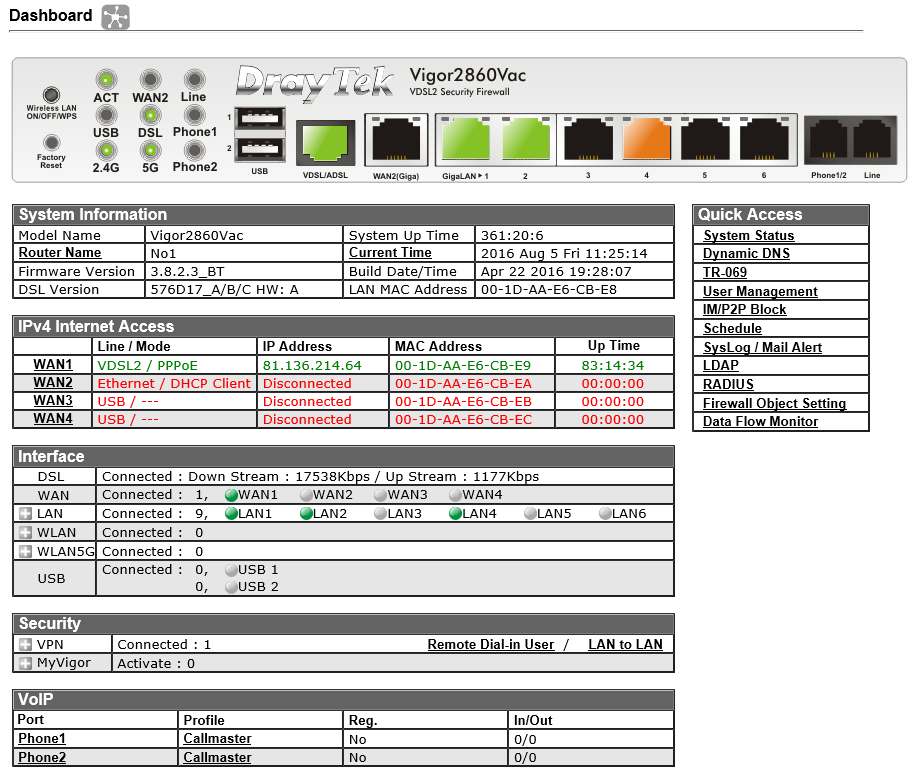 Dashboard
DrayTek Vigor2860Vac
VDSL2 Security Firewall
Wireless LAN
ON/OFF/WPS
Factory
Reset
ACT WAN2 Line
USB DSL Phone1
2.4G 5G Phone2
1
2
USB VDSL/ADSL WAN2(Giga) GigaLAN 1 2 3 4 5 6 Phone1/2 Line
System Information
Model Name Vigor2860Vac System Up Time 361:20:6
Router Name No1 Current Time 2016 Aug 5 Fri 11:25:14
Firmware Version 3.8.2.3_BT Build Date/Time Apr 22 2016 19:28:07
DSL Version 576D17_A/B/C HW: A LAN MAC Address 00-1D-AA-E6-CB-E8
IPv4 Internet Access
Line / Mode IP Address MAC Address Up Time
WAN1 VDSL2 / PPPoE 81.136.214.64 00-1D-AA-E6-CB-E9 83:14:34
WAN2 Ethernet / DHCP Client Disconnected 00-1D-AA-E6-CB-EA 00:00:00
WAN3 USB / --- Disconnected 00-1D-AA-E6-CB-EB 00:00:00
WAN4 USB / --- Disconnected 00-1D-AA-E6-CB-EC 00:00:00
Interface
DSL Connected : Down Stream : 17538Kbps / Up Stream : 1177Kbps
WAN Connected : 1, WAN1 WAN2 WAN3 WAN4
LAN Connected : 9, LAN1 LAN2 LAN3 LAN4 LAN5 LAN6
WLAN Connected : 0
WLAN5G Connected : 0
USB Connected : 0, USB 1
0, USB 2
Security
VPN Connected : 1 Remote Dial-in User / LAN to LAN
MyVigor Activate : 0
VoIP
Port Profile Reg. In/Out
Phone1 Callmaster No 0/0
Phone2 Callmaster No 0/0
Quick Access
System Status
Dynamic DNS
TR-069
User Management
IM/P2P Block
Schedule
SysLog / Mail Alert
LDAP
RADIUS
Firewall Object Setting
Data Flow Monitor